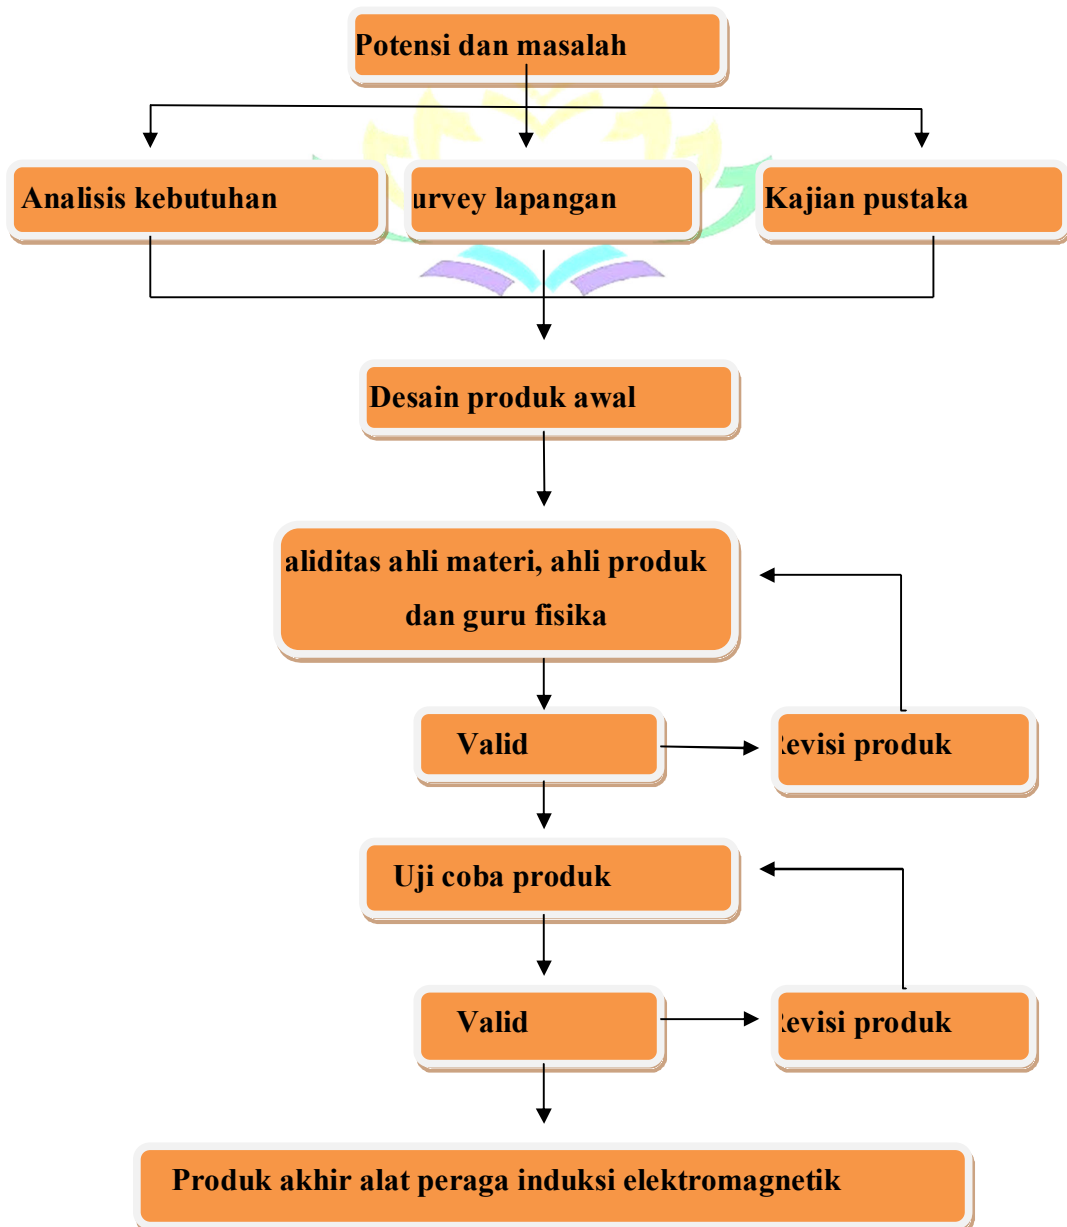 Potensi dan masalah
Analisis kebutuhan
urvey lapangan
Kajian pustaka
Desain produk awal
aliditas ahli materi, ahli produk
dan guru fisika
Valid
evisi produk
Uji coba produk
Valid
evisi produk
Produk akhir alat peraga induksi elektromagnetik